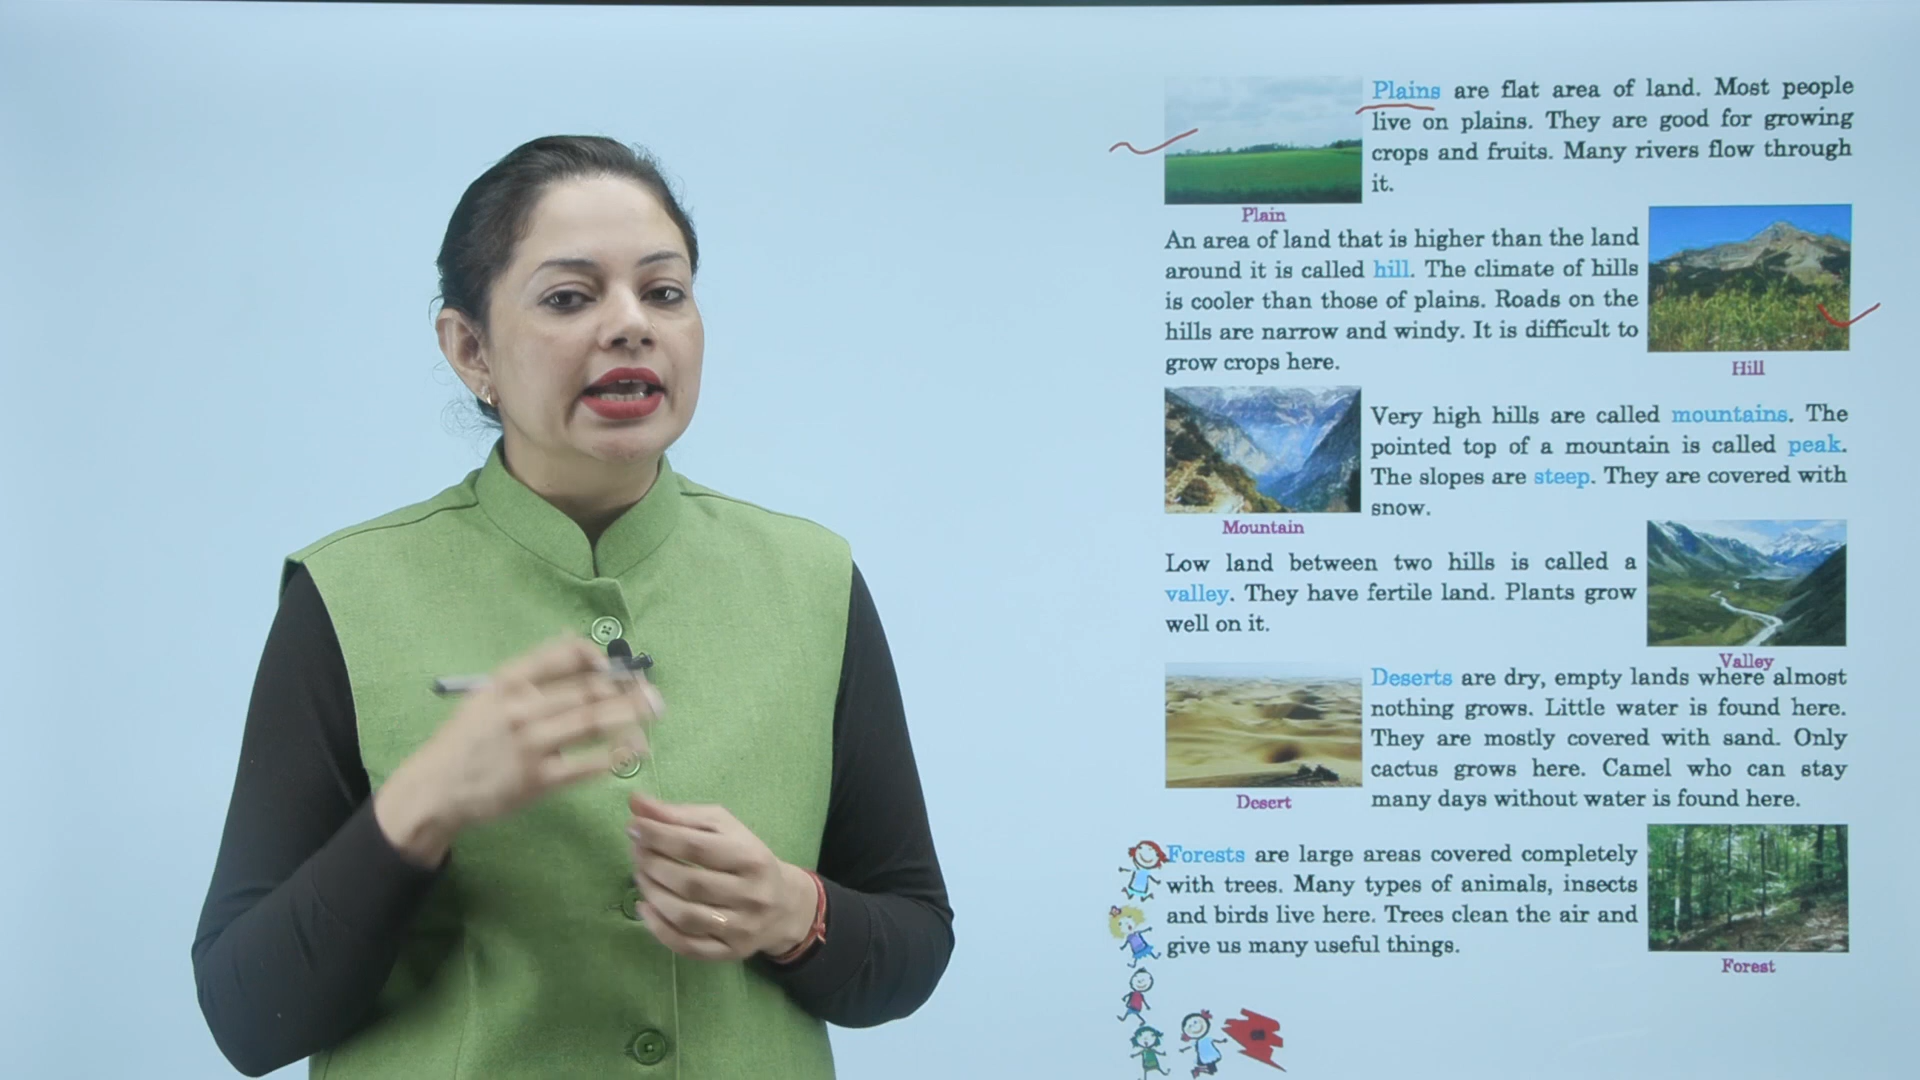 Plains are flat area of land. Most people
live on plains. They are good for growing
crops and fruits. Many rivers flow through
it.
Plain
An area of land that is higher than the land
around it is called hill. The climate of hills
is cooler than those of plains. Roads on the
hills are narrow and windy. It is difficult to
grow crops here.
Hill
Very high hills are called mountains. The
pointed top of a mountain is called peak.
The slopes are steep. They are covered with
snow.
Mountain
Low land between two hills is called a
valley. They have fertile land. Plants grow
well on it.
Valley
Deserts are dry, empty lands where almost
nothing grows. Little water is found here.
They are mostly covered with sand. Only
cactus grows here. Camel who can stay
many days without water is found here.
Desert
Forests are large areas covered completely
with trees. Many types of animals, insects
and birds live here. Trees clean the air and
give us many useful things.
Forest